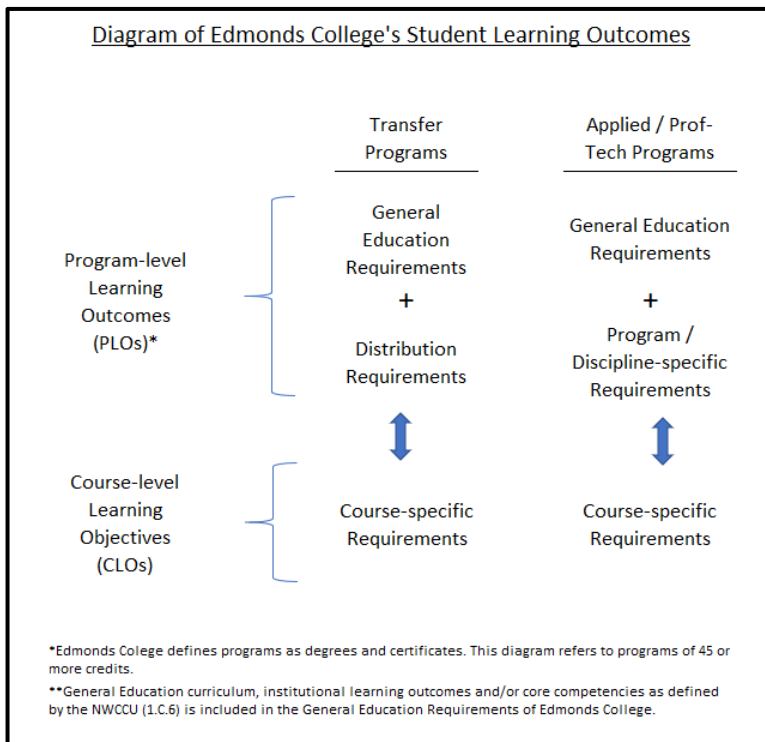 Diagram of Edmonds College's Student Learning Outcomes
Transfer
Programs
Applied / Prof-
Tech Programs
Program-level
Learning
Outcomes
(PLOs)*
General
Education
Requirements
+
Distribution
Requirements
General Education
Requirements
+
Program /
Discipline-specific
Requirements
Course-level
Learning
Objectives
(CLOs)
Course-specific
Requirements
Course-specific
Requirements
*Edmonds Colege defines programs as degrees and certificates. This diagram refers to programs of 45 or
more credits.
**General Education curriculum, institutional learning outcomes and/or core competencies as defined
by the NWCCU (1.C.6) is included in the General Education Requirements of Edmonds College.